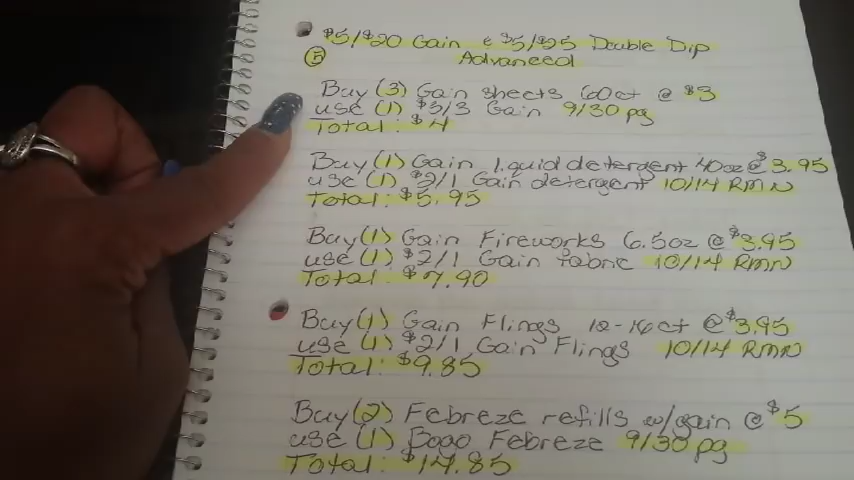 $5/$20 Gain & $5/$25 Double Dip
5 Advanced
Buy (3) Gain sheets 60ct @ $3
use (1) $5/3 Gain 9/30 pg
Total: $4
Buy (1) Gain liquid detergent 40oz @ $3.95
use (1) $2/1 Gain detergent 10/14 RMN
Total: $5.95
Buy (1) Gain Fireworks 6.5oz @ $3.95
use (1) $2/1 Gain fabric 10/14 RMN
Total: $7.90
Buy (1) Gain Flings 12-16ct @ $3.95
use (1) $2/1 Gain Flings 10/14 RMN
Total: $9.85
Buy (2) Febreze refills w/gain @ $5
use (1) Bogo Febreze 9/30 pg
Total: $14.85